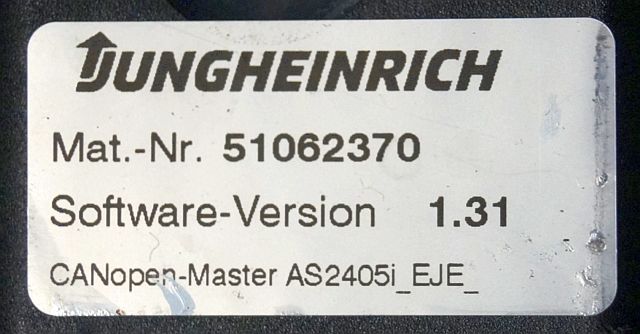 JUNGHEINRICH
Mat.-Nr. 51062370
Software-Version 1.31
CANopen-Master AS2405i_EJE_